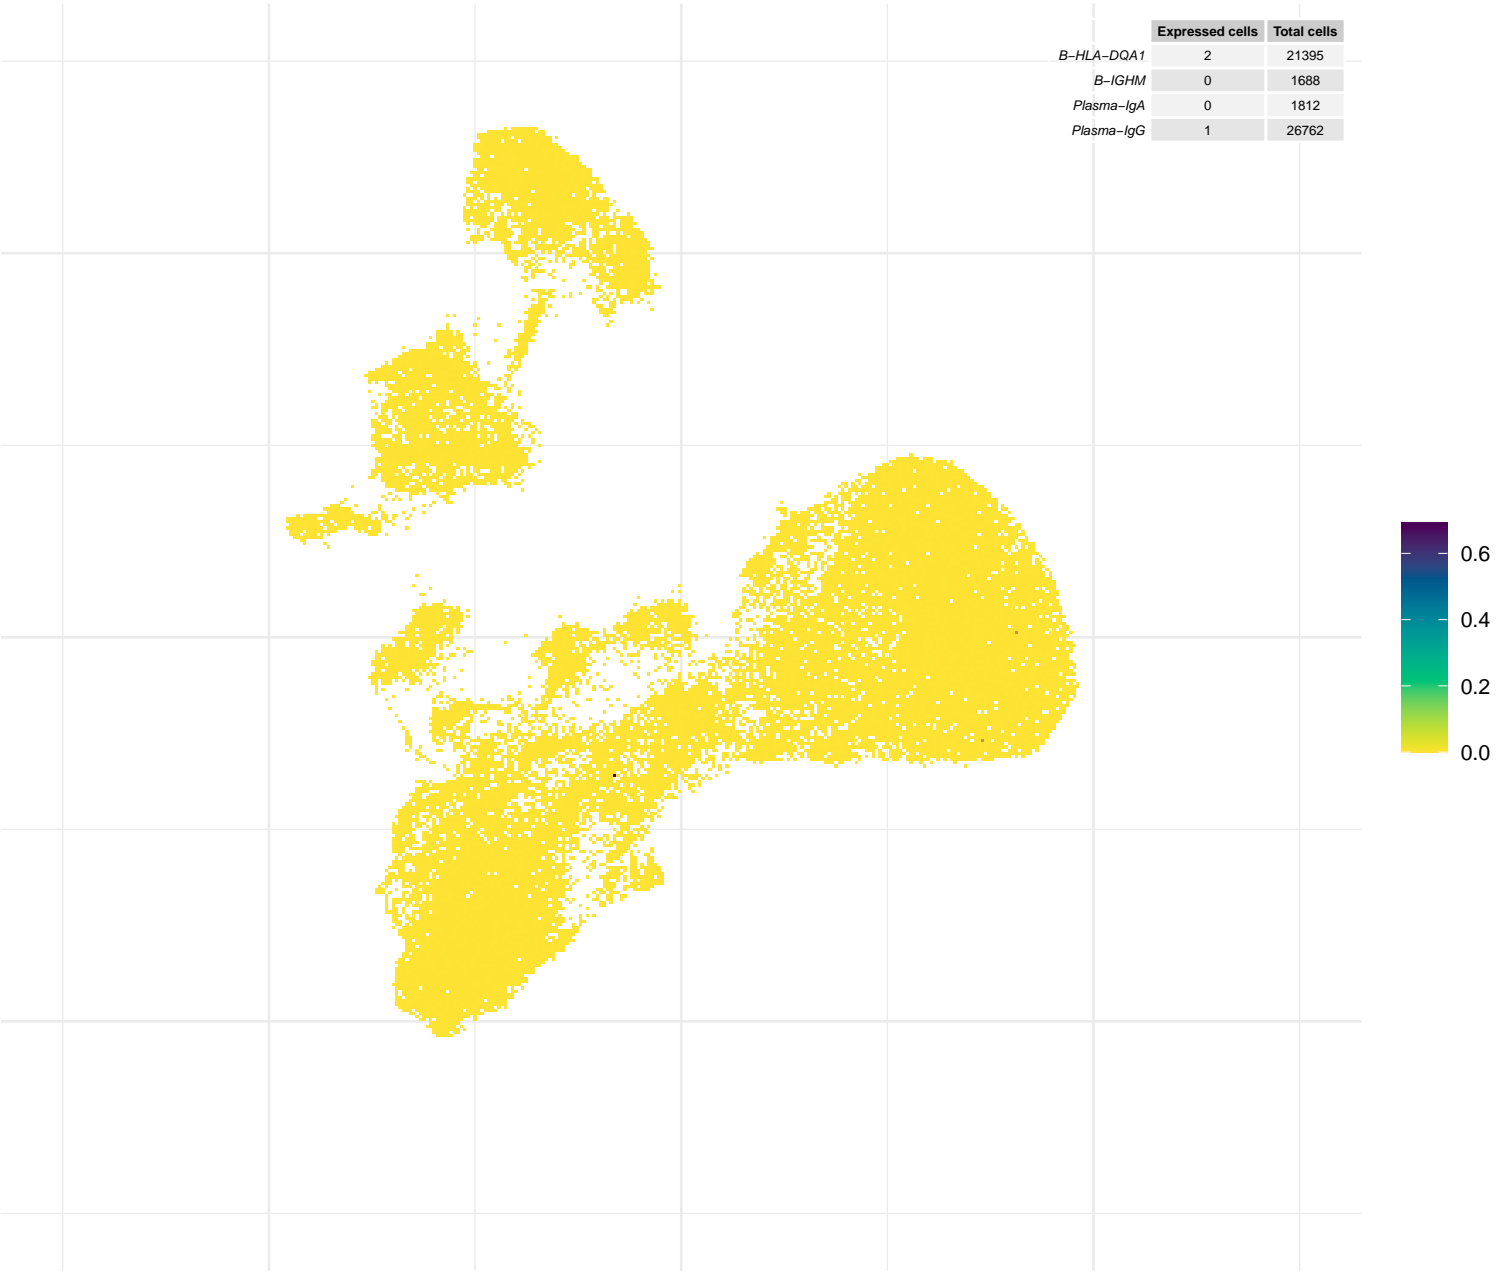 Expressed cells Total cells
B−HLA−DQA1 2 21395
B−IGHM 0 1688
Plasma−IgA 0 1812
Plasma−IgG 1 26762
0.6
0.4
0.2
0.0